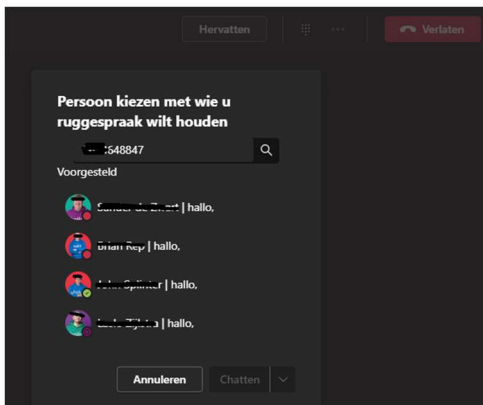 Hervatten
Verlaten
Persoon kiezen met wie u
ruggespraak wilt houden
648847
Voorgesteld
| hallo,
| hallo,
| hallo,
| hallo,
Annuleren
Chatten